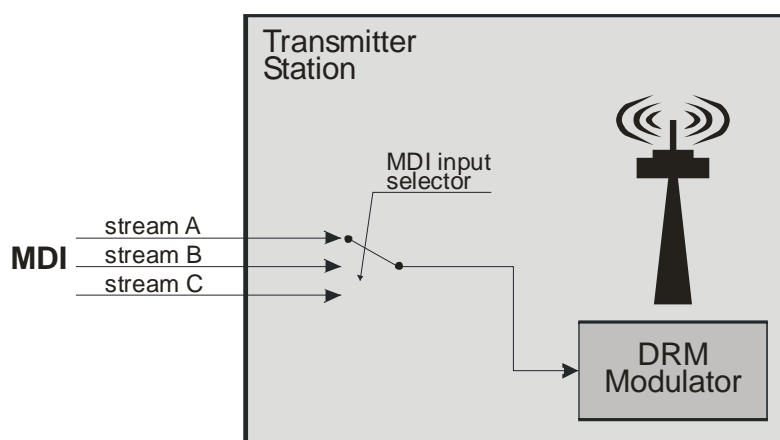 Transmitter
Station
MDI input
selector
stream A
MDI
stream B
stream C
DRM
Modulator